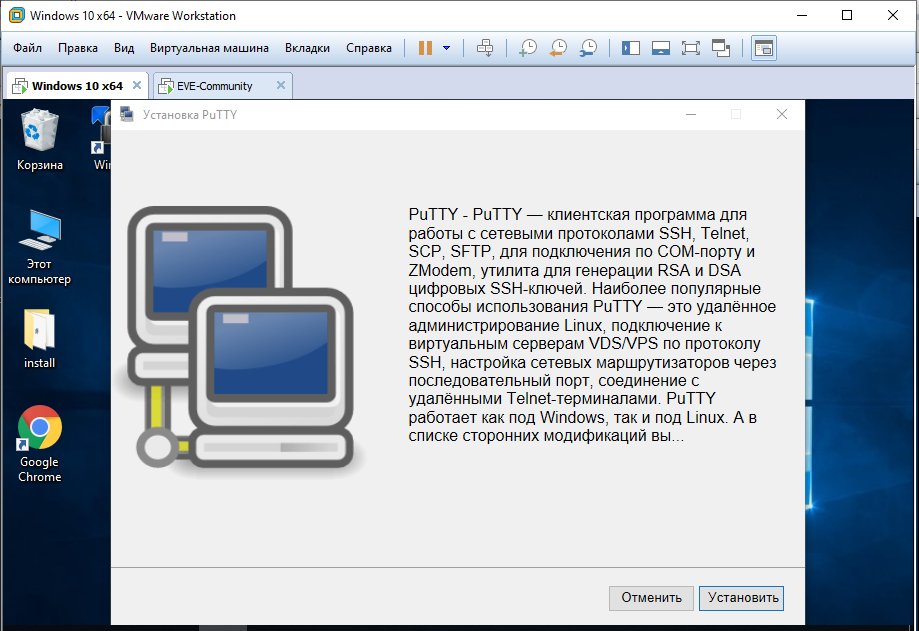 Windows 10 x64 - VMware Workstation
Файл Правка Вид Виртуальная машина Вкладки Справка
Windows 10 x64
EVE-Community
Корзина
Этот
компьютер
install
Google
Chrome
Установка PuTTY
PuTTY - PuTTY — клиентская программа для
работы с сетевыми протоколами SSH, Telnet,
SCP, SFTP, для подключения по COM-порту и
ZModem, утилита для генерации RSA и DSA
цифровых SSH-ключей. Наиболее популярные
способы использования PuTTY — это удалённое
администрирование Linux, подключение к
виртуальным серверам VDS/VPS по протоколу
SSH, настройка сетевых маршрутизаторов через
последовательный порт, соединение с
удалёнными Telnet-терминалами. PuTTY
работает как под Windows, так и под Linux. А в
списке сторонних модификаций вы...
Отменить
Установить